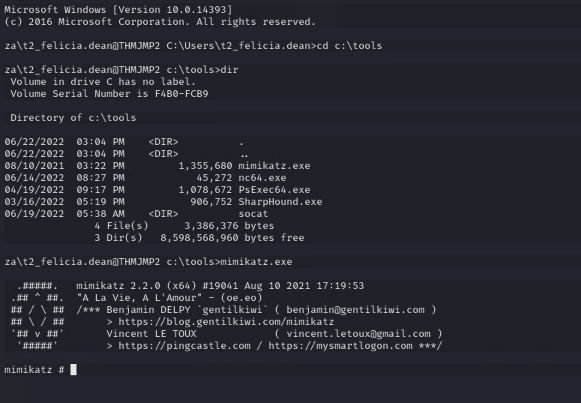 Microsoft Windows [Version 10.0.14393]
(c) 2016 Microsoft Corporation. All rights reserved.
za\t2_felicia.dean@THMJMP2 C:\Users\t2_felicia.dean>cd c:\tools
za\t2_felicia.dean@THMJMP2 c:\tools>dir
Volume in drive C has no label.
Volume Serial Number is F4B0-FCB9
Directory of c:\tools
06/22/2022 03:04 PM <DIR> .
06/22/2022 03:04 PM <DIR> ..
08/10/2021 03:22 PM 1,355,680 mimikatz.exe
06/14/2022 08:27 PM 45,272 nc64.exe
04/19/2022 09:17 PM 1,078,672 PsExec64.exe
03/16/2022 05:19 PM 906,752 SharpHound.exe
06/19/2022 05:38 AM <DIR> socat
4 File(s) 3,386,376 bytes
3 Dir(s) 8,598,568,960 bytes free
za\t2_felicia.dean@THMJMP2 c:\tools>mimikatz.exe
.#####. mimikatz 2.2.0 (x64) #19041 Aug 10 2021 17:19:53
.## ^ ##. "A La Vie, A L'Amour" - (oe.eo)
## / \ ## /*** Benjamin DELPY `gentilkiwi` ( benjamin@gentilkiwi.com )
## \ / ## > https://blog.gentilkiwi.com/mimikatz
'## v ##' Vincent LE TOUX ( vincent.letoux@gmail.com )
'#####' > https://pingcastle.com / https://mysmartlogon.com ***/
mimikatz #